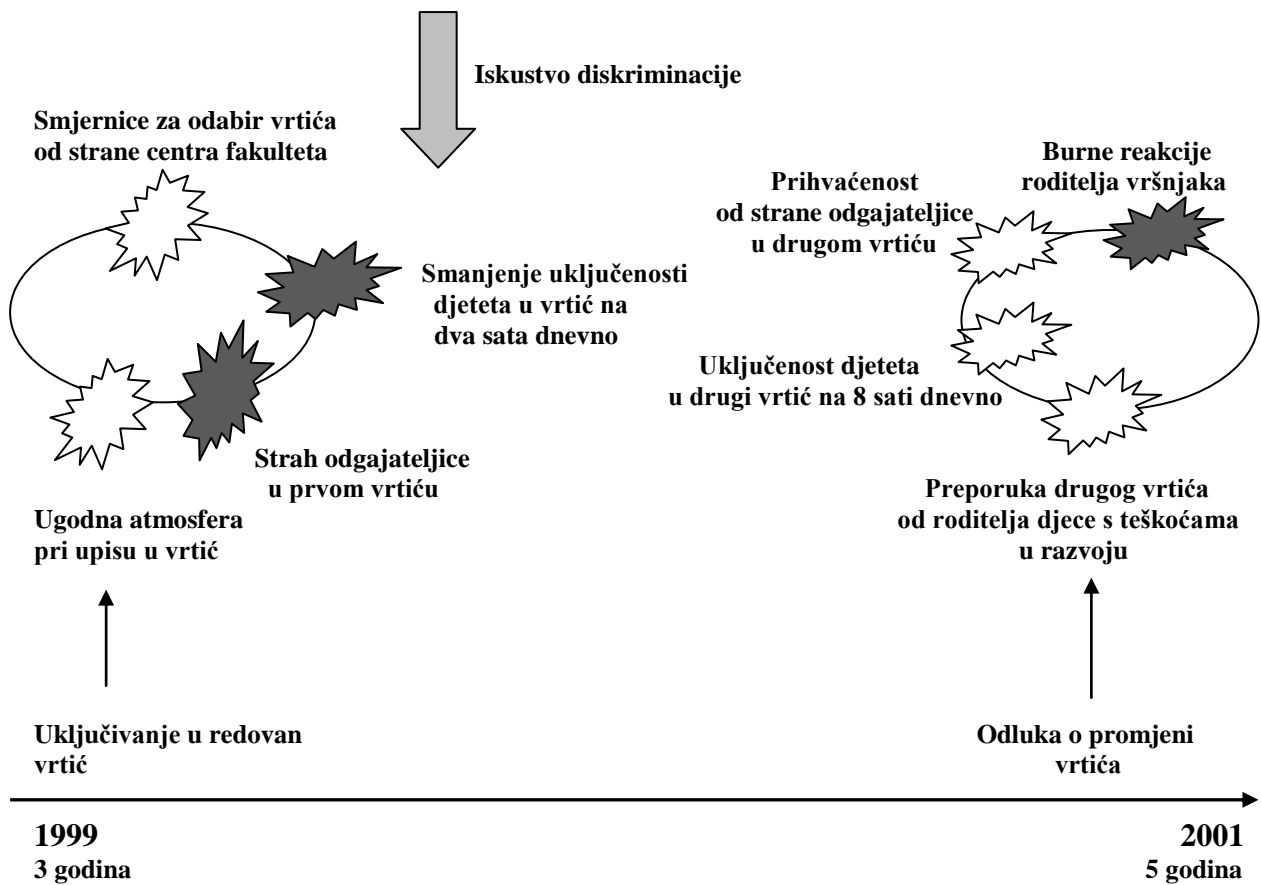 Iskustvo diskriminacije
Smjernice za odabir vrtića
od strane centra fakulteta
Smanjenje uključenosti
djeteta u vrtić na
dva sata dnevno
Strah odgajateljice
u prvom vrtiću
Ugodna atmosfera
pri upisu u vrtić
Uključivanje u redovan
vrtić
Burne reakcije
roditelja vršnjaka
Prihvaćenost
od strane odgajateljice
u drugom vrtiću
Uključenost djeteta
u drugi vrtić na 8 sati dnevno
Preporuka drugog vrtića
od roditelja djece s teškoćama
u razvoju
Odluka o promjeni
vrtića
1999
3 godina
2001
5 godina